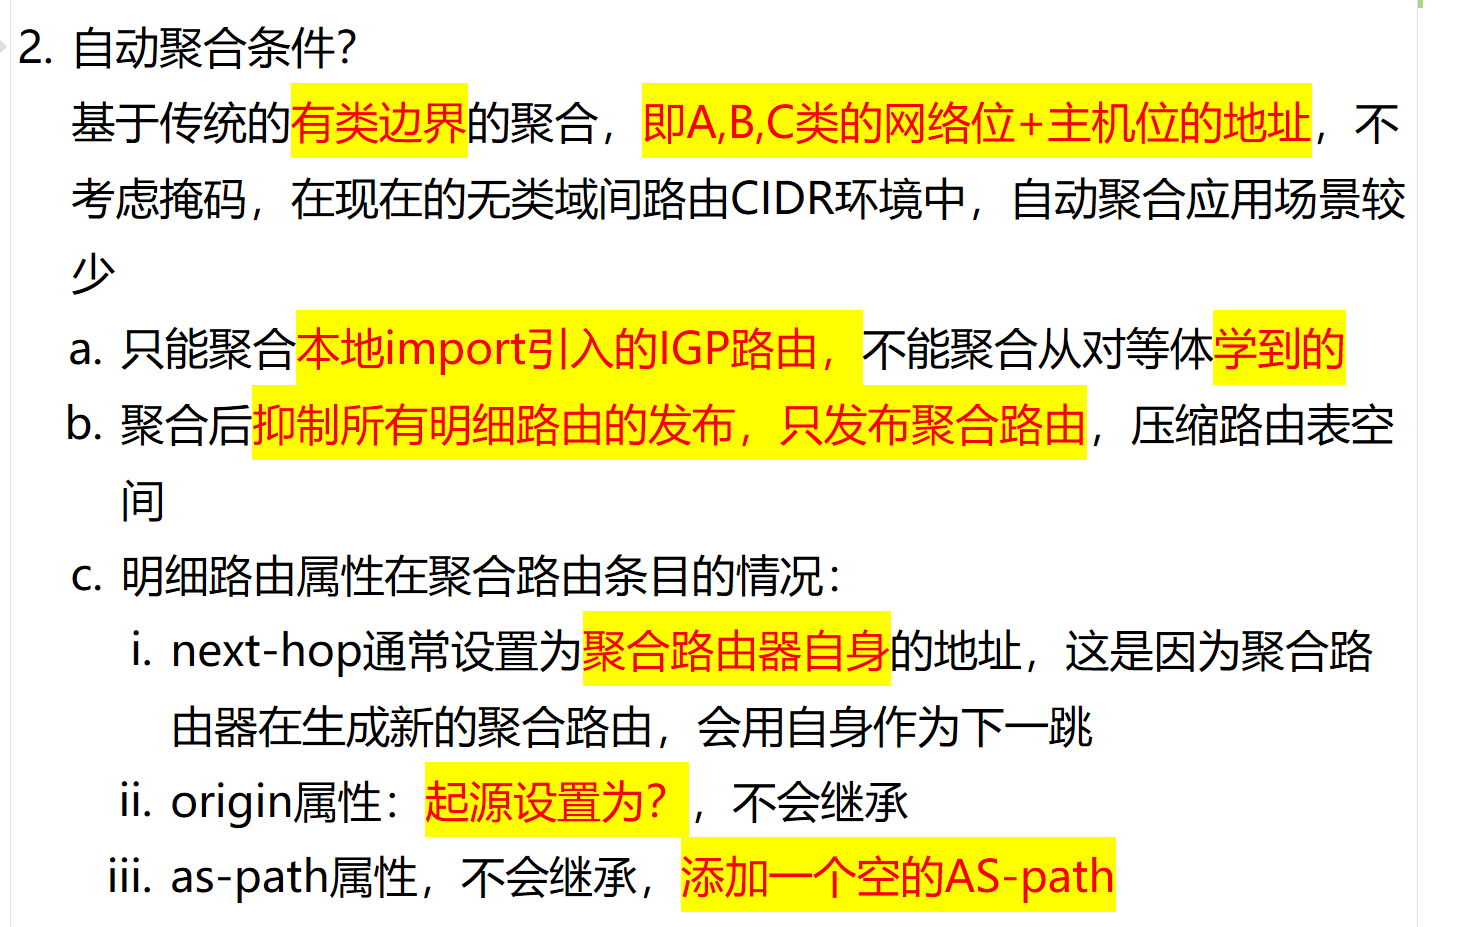 2. 自动聚合条件？
基于传统的有类边界的聚合，即A,B,C类的网络位+主机位的地址，不
考虑掩码，在现在的无类域间路由CIDR环境中，自动聚合应用场景较
少
a. 只能聚合本地import引入的IGP路由，不能聚合从对等体学到的
b. 聚合后抑制所有明细路由的发布，只发布聚合路由，压缩路由表空
间
c. 明细路由属性在聚合路由条目的情况：
i. next-hop通常设置为聚合路由器自身的地址，这是因为聚合路
由器在生成新的聚合路由，会用自身作为下一跳
ii. origin属性：起源设置为？，不会继承
iii. as-path属性，不会继承，添加一个空的AS-path